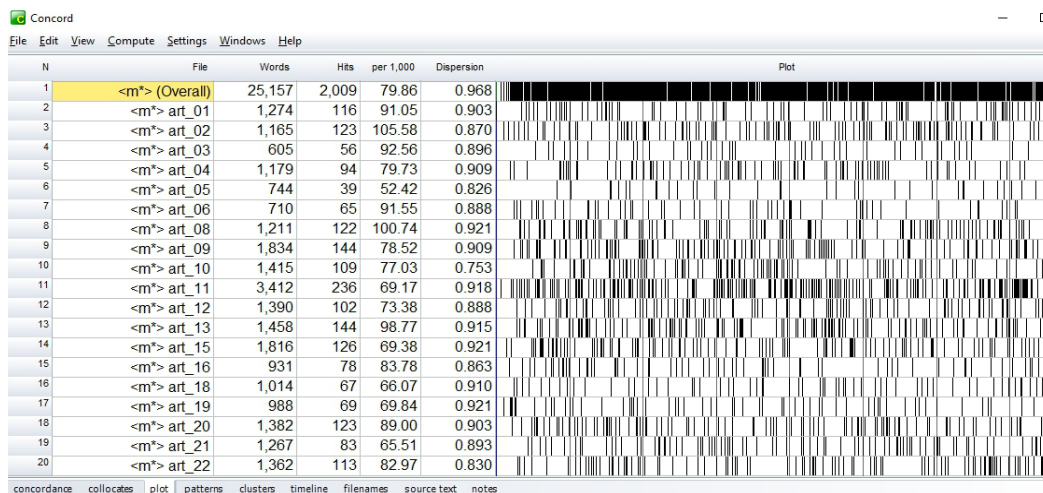 Concord
File Edit View Compute Settings Windows Help
N File Words Hits per 1,000 Dispersion Plot
1 <m*> (Overall) 25,157 2,009 79.86 0.968
2 <m*> art_01 1,274 116 91.05 0.903
3 <m*> art_02 1,165 123 105.58 0.870
4 <m*> art_03 605 56 92.56 0.896
5 <m*> art_04 1,179 94 79.73 0.909
6 <m*> art_05 744 39 52.42 0.826
7 <m*> art_06 710 65 91.55 0.888
8 <m*> art_08 1,211 122 100.74 0.921
9 <m*> art_09 1,834 144 78.52 0.909
10 <m*> art_10 1,415 109 77.03 0.753
11 <m*> art_11 3,412 236 69.17 0.918
12 <m*> art_12 1,390 102 73.38 0.888
13 <m*> art_13 1,458 144 98.77 0.915
14 <m*> art_15 1,816 126 69.38 0.921
15 <m*> art_16 931 78 83.78 0.863
16 <m*> art_18 1,014 67 66.07 0.910
17 <m*> art_19 988 69 69.84 0.921
18 <m*> art_20 1,382 123 89.00 0.903
19 <m*> art_21 1,267 83 65.51 0.893
20 <m*> art_22 1,362 113 82.97 0.830
concordance collocates plot patterns clusters timeline filenames source text notes